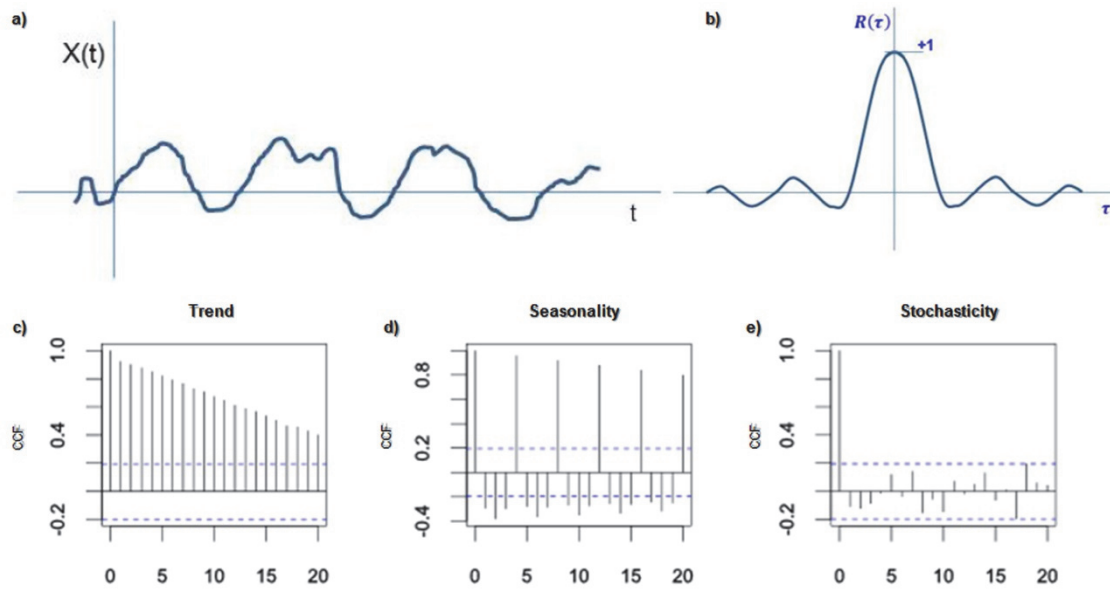 a)
X(t)
t
b)
R(τ)
+1
τ
c)
Trend
CCF
1.0
0.4
-0.2
0 5 10 15 20
d)
Seasonality
CCF
0.8
0.2
-0.4
0 5 10 15 20
e)
Stochasticity
CCF
1.0
0.4
-0.2
0 5 10 15 20